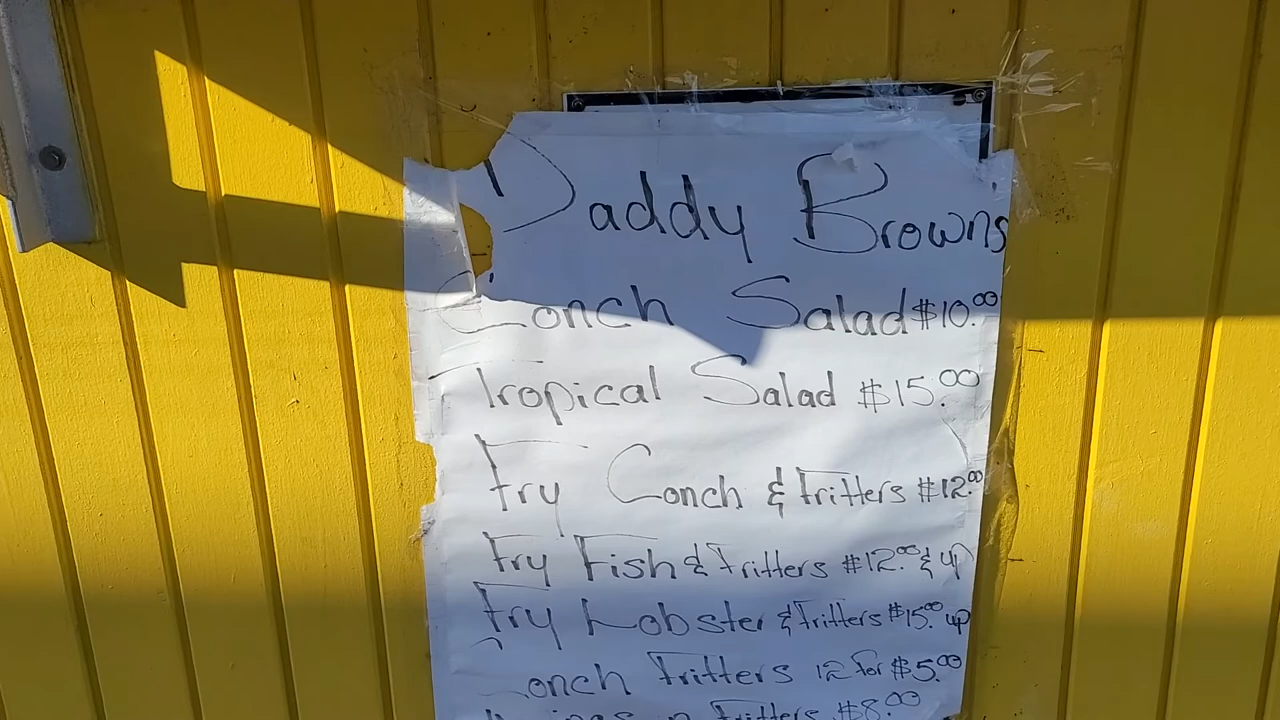 Daddy Browns
Conch Salad $10.00
Tropical Salad $15.00
Fry Conch & Fritters $12.00
Fry Fish & Fritters $12.00 & up
Fry Lobster & Fritters $15.00 up
Conch Fritters 12 for $5.00
Fritters $8.00